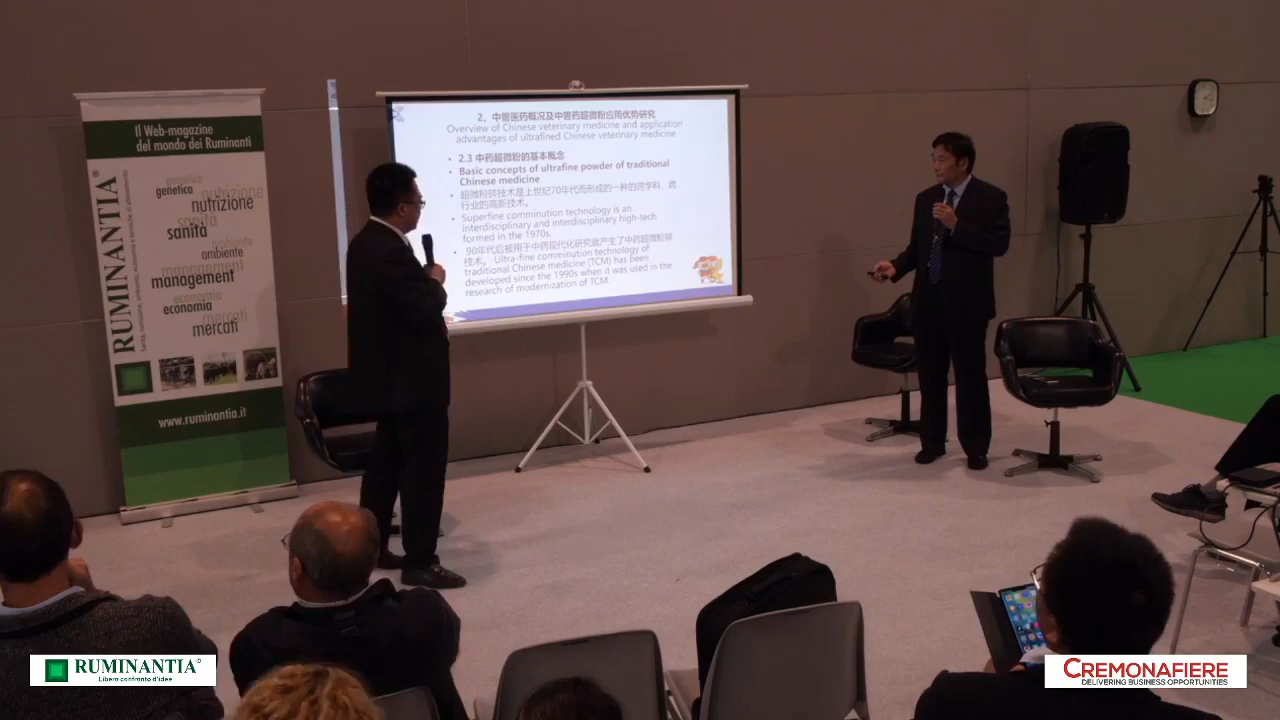 Il Web-magazine
del mondo dei Ruminanti
RUMINANTIA®
genetica
genetica
nutrizione
nutrizione
sanità
sanità
ambiente
ambiente
management
management
economia
economia
mercati
mercati
www.ruminantia.it
2、中兽医药概况及中兽药超微粉应用优势研究
Overview of Chinese veterinary medicine and application
advantages of ultrafined Chinese veterinary medicine
• 2.3 中药超微粉的基本概念
• Basic concepts of ultrafine powder of traditional
Chinese medicine
• 超微粉碎技术是上世纪70年代而形成的一种的跨学科、跨
行业的高新技术。
• Superfine comminution technology is an
interdisciplinary and interdisciplinary high-tech
formed in the 1970s.
• 90年代后被用于中药现代化研究就产生了中药超微粉碎
技术。 Ultra-fine comminution technology of
traditional Chinese medicine (TCM) has been
developed since the 1990s when it was used in the
research of modernization of TCM.
RUMINANTIA®
Libero confronto d'idee
CREMONAFIERE
DELIVERING BUSINESS OPPORTUNITIES